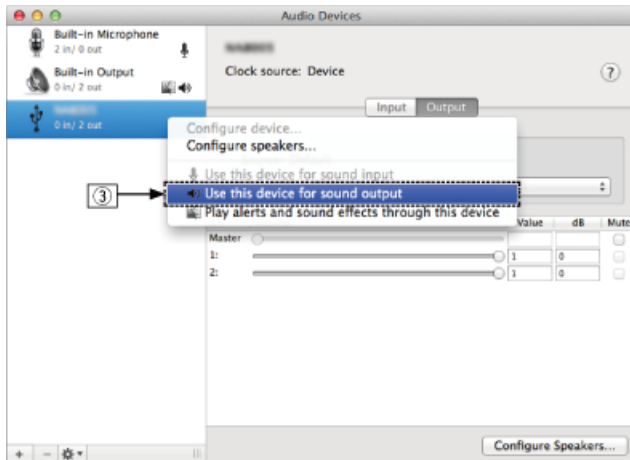 Audio Devices
Built-in Microphone
2 in/ 0 out
Built-in Output
0 in/ 2 out
0 in/ 2 out
Clock source: Device
?
Input Output
Configure device...
Configure speakers...
Use this device for sound input
③
Use this device for sound output
Play alerts and sound effects through this device
Value dB Mute
Master
1: 1 0
2: 1 0
+ -
Configure Speakers...